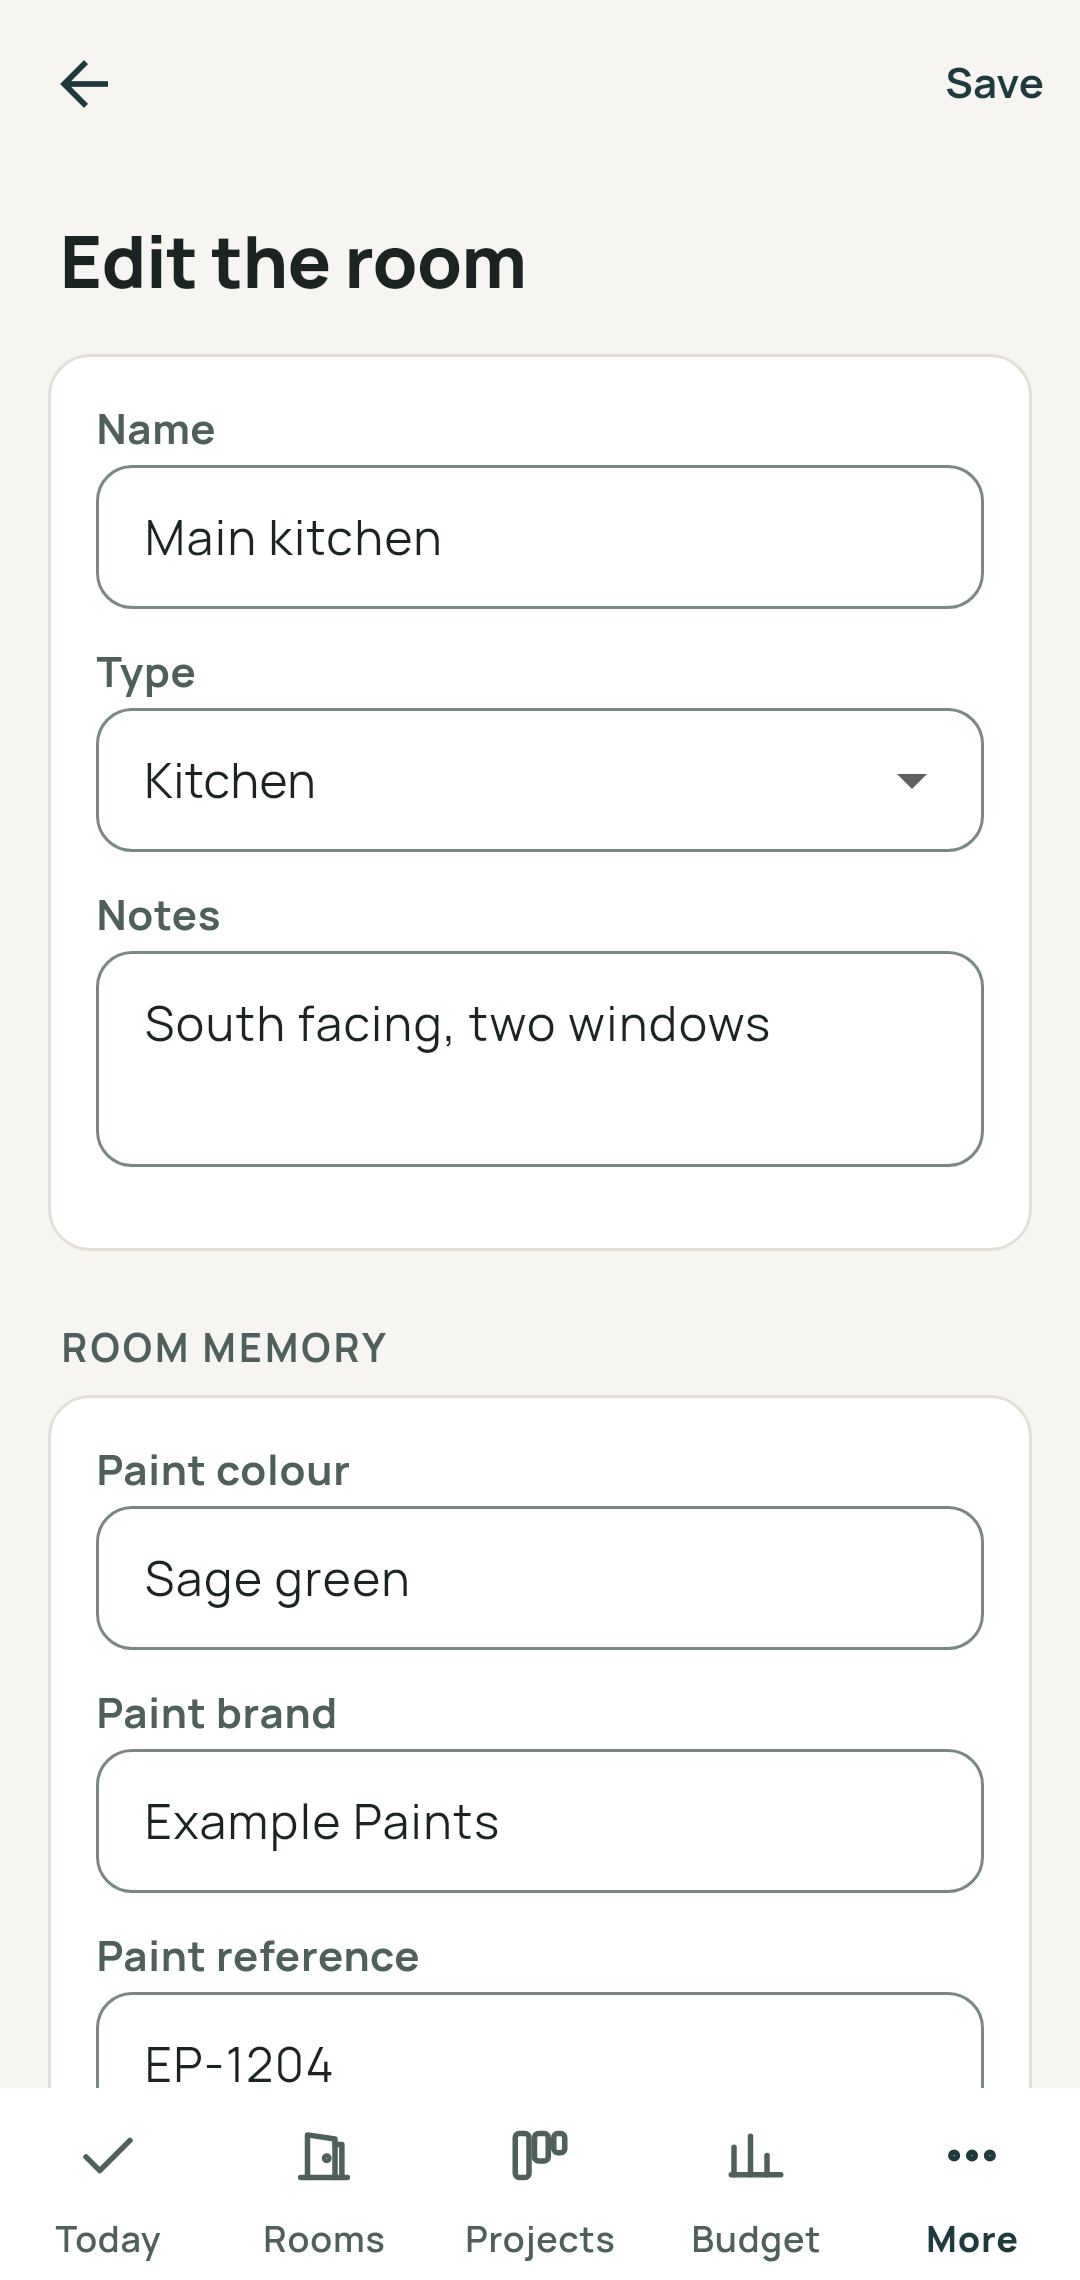 Save
Edit the room
Name
Main kitchen
Type
Kitchen
Notes
South facing, two windows
ROOM MEMORY
Paint colour
Sage green
Paint brand
Example Paints
Paint reference
EP-1204
Today
Rooms
Projects
Budget
More